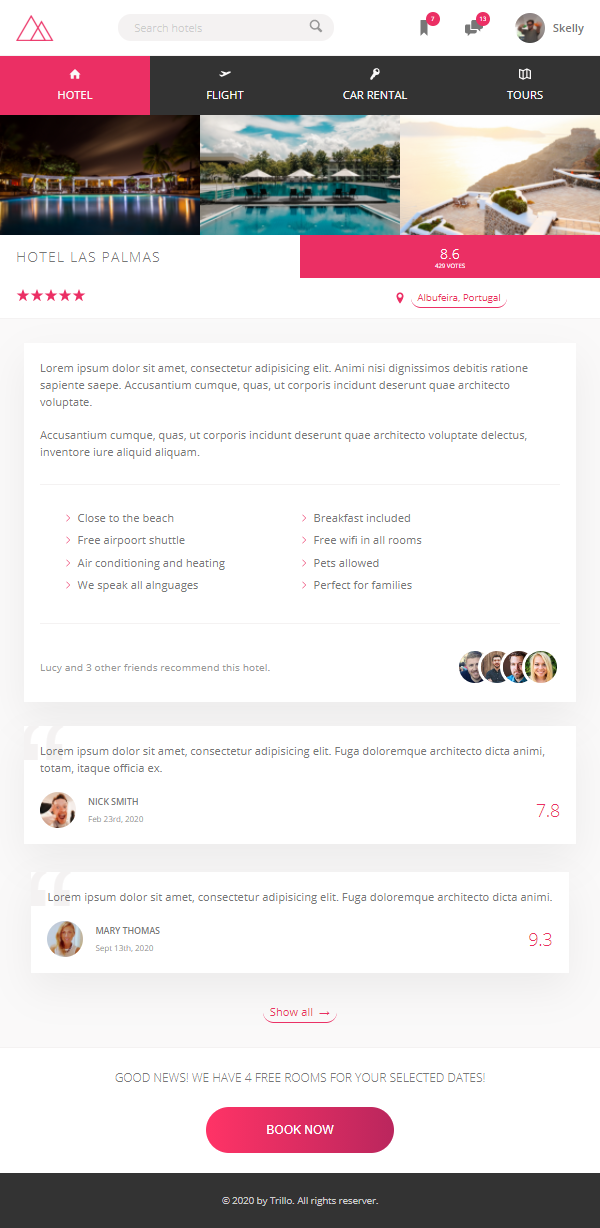 Search hotels
7
13
Skelly
HOTEL
FLIGHT
CAR RENTAL
TOURS
HOTEL LAS PALMAS
8.6
429 VOTES
Albufeira, Portugal
Lorem ipsum dolor sit amet, consectetur adipisicing elit. Animi nisi dignissimos debitis ratione
sapiente saepe. Accusantium cumque, quas, ut corporis incidunt deserunt quae architecto
voluptate.
Accusantium cumque, quas, ut corporis incidunt deserunt quae architecto voluptate delectus,
inventore iure aliquid aliquam.
Close to the beach
Free airpoort shuttle
Air conditioning and heating
We speak all alnguages
Breakfast included
Free wifi in all rooms
Pets allowed
Perfect for families
Lucy and 3 other friends recommend this hotel.
Lorem ipsum dolor sit amet, consectetur adipisicing elit. Fuga doloremque architecto dicta animi,
totam, itaque officia ex.
NICK SMITH
Feb 23rd, 2020
7.8
Lorem ipsum dolor sit amet, consectetur adipisicing elit. Fuga doloremque architecto dicta animi.
MARY THOMAS
Sept 13th, 2020
9.3
Show all →
GOOD NEWS! WE HAVE 4 FREE ROOMS FOR YOUR SELECTED DATES!
BOOK NOW
© 2020 by Trillo. All rights reserver.